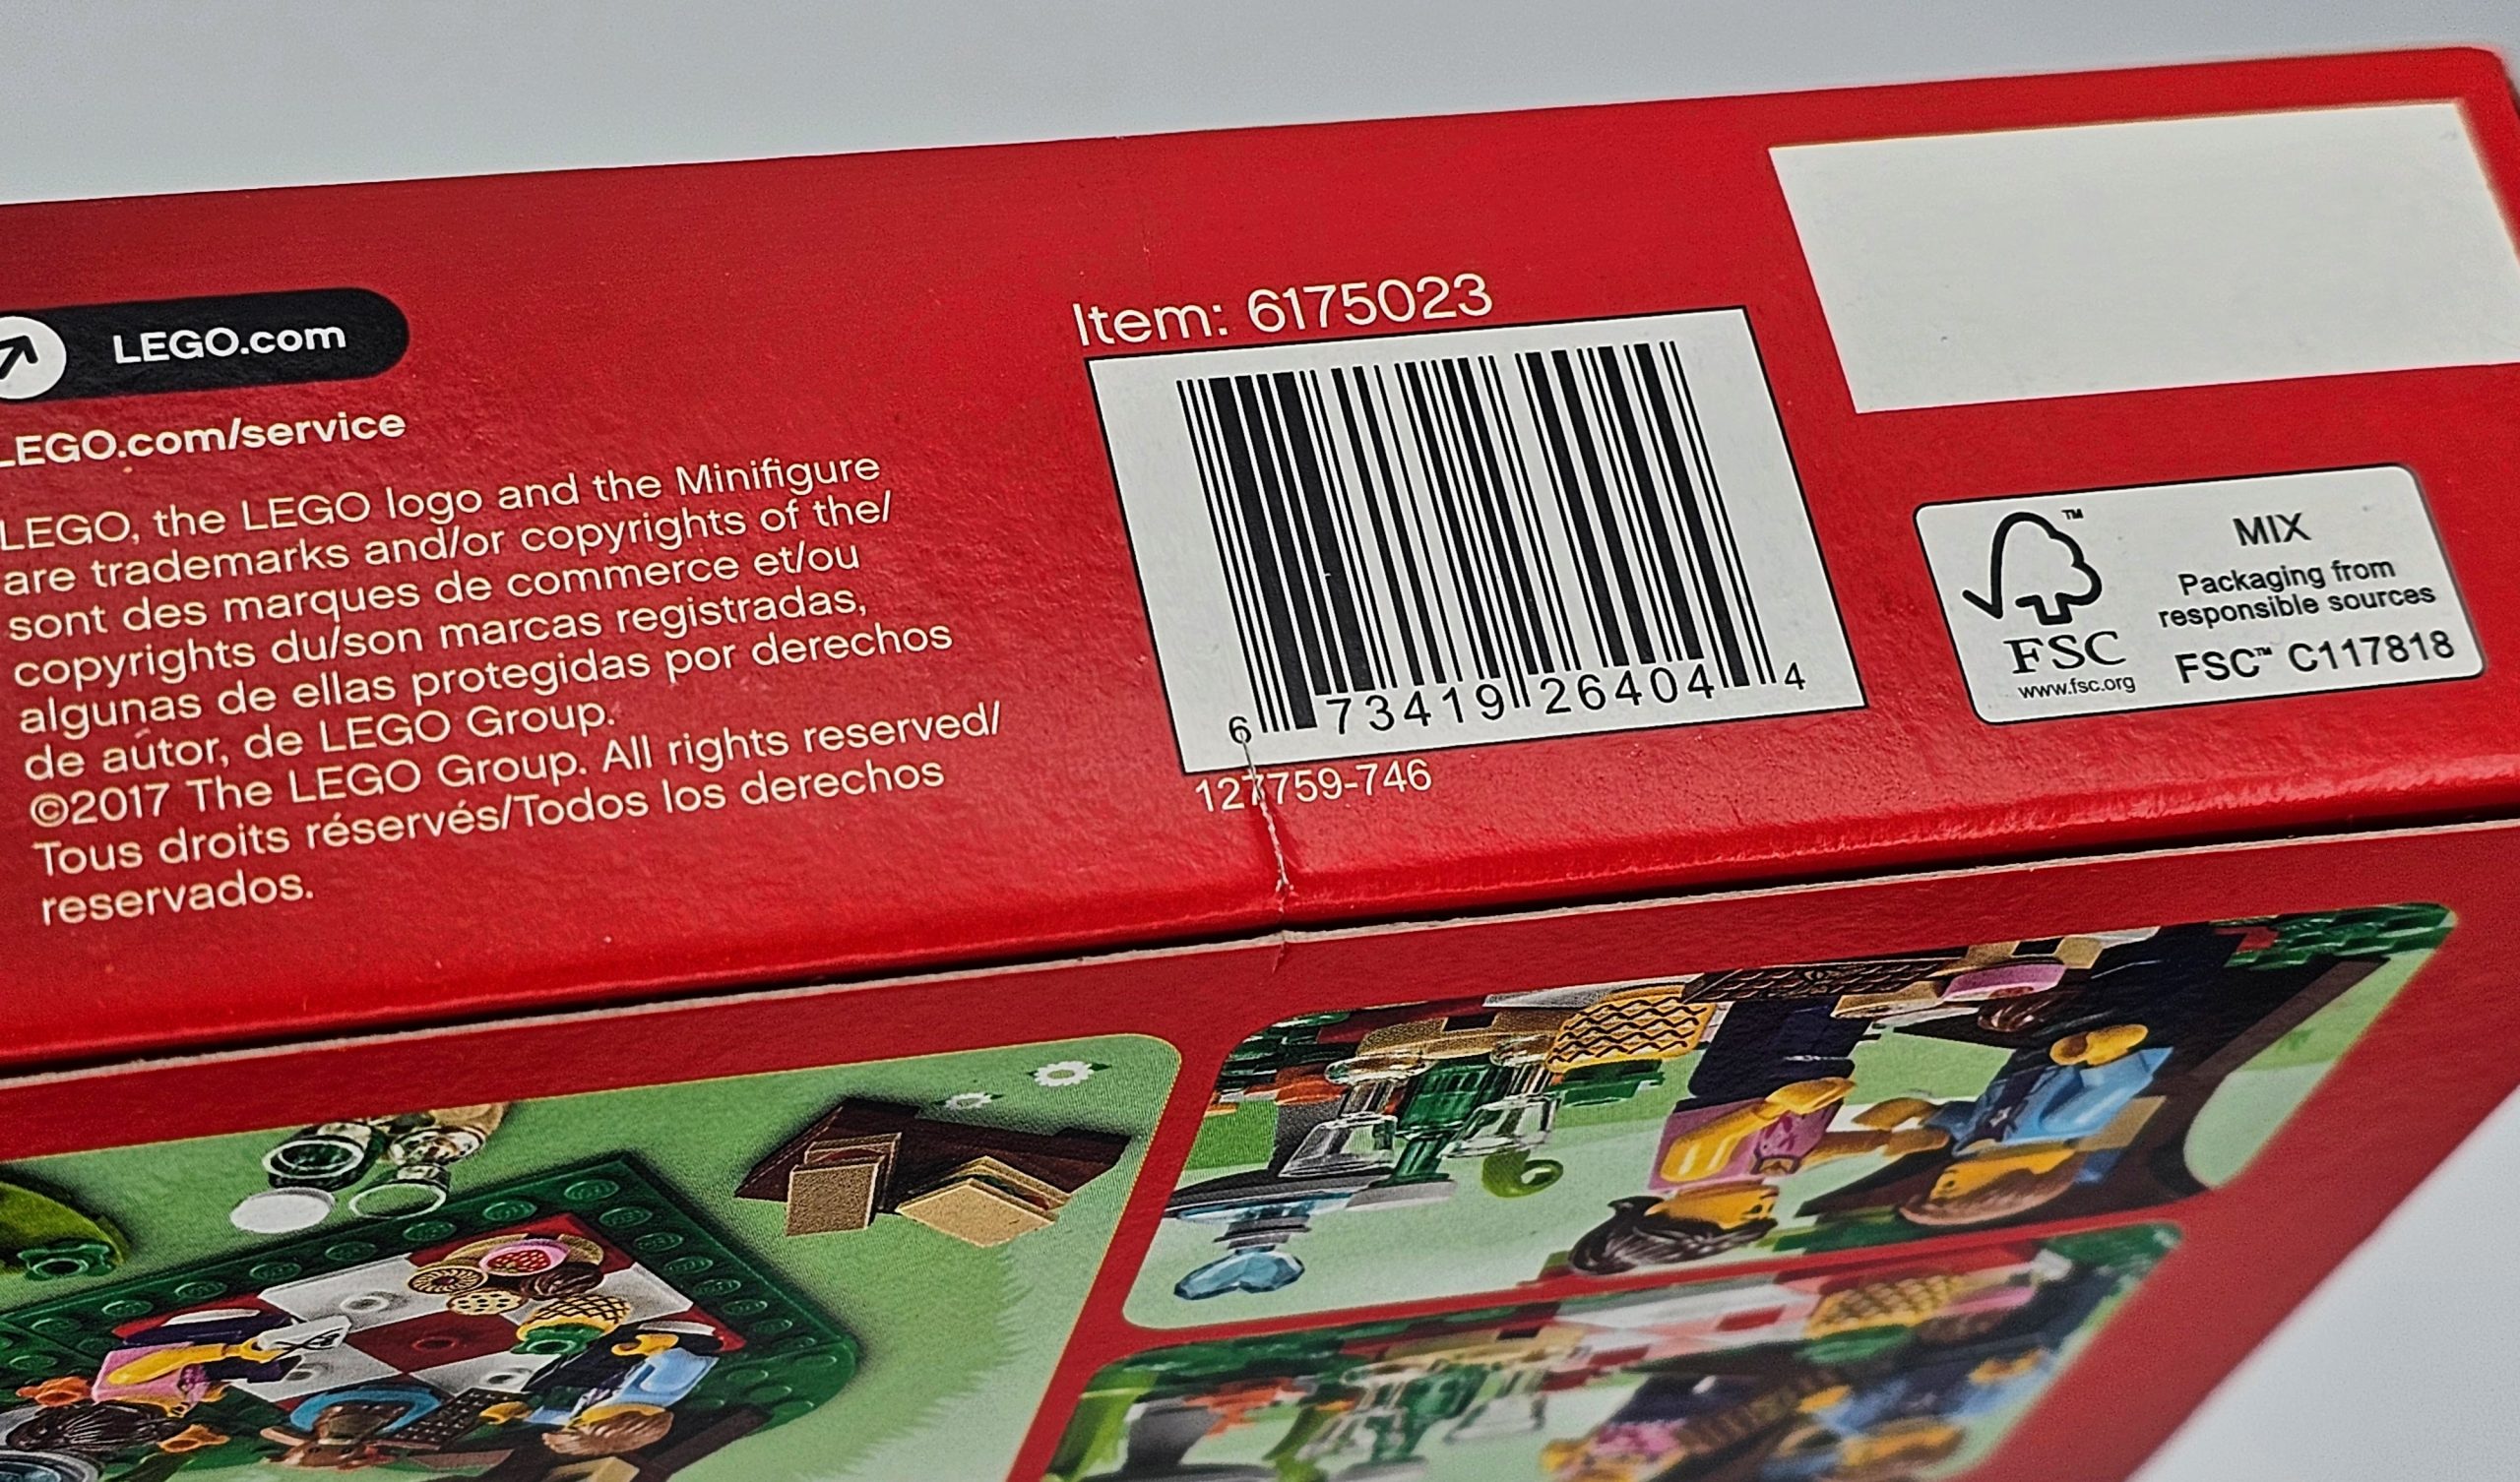 LEGO.com
LEGO.com/service
LEGO, the LEGO logo and the Minifigure
are trademarks and/or copyrights of the/
sont des marques de commerce et/ou
copyrights du/son marcas registradas,
algunas de ellas protegidas por derechos
de autor, de LEGO Group.
©2017 The LEGO Group. All rights reserved/
Tous droits réservés/Todos los derechos
reservados.
Item: 6175023
6 73419 26404 4
127759-746
™
FSC
www.fsc.org
MIX
Packaging from
responsible sources
FSC™ C117818